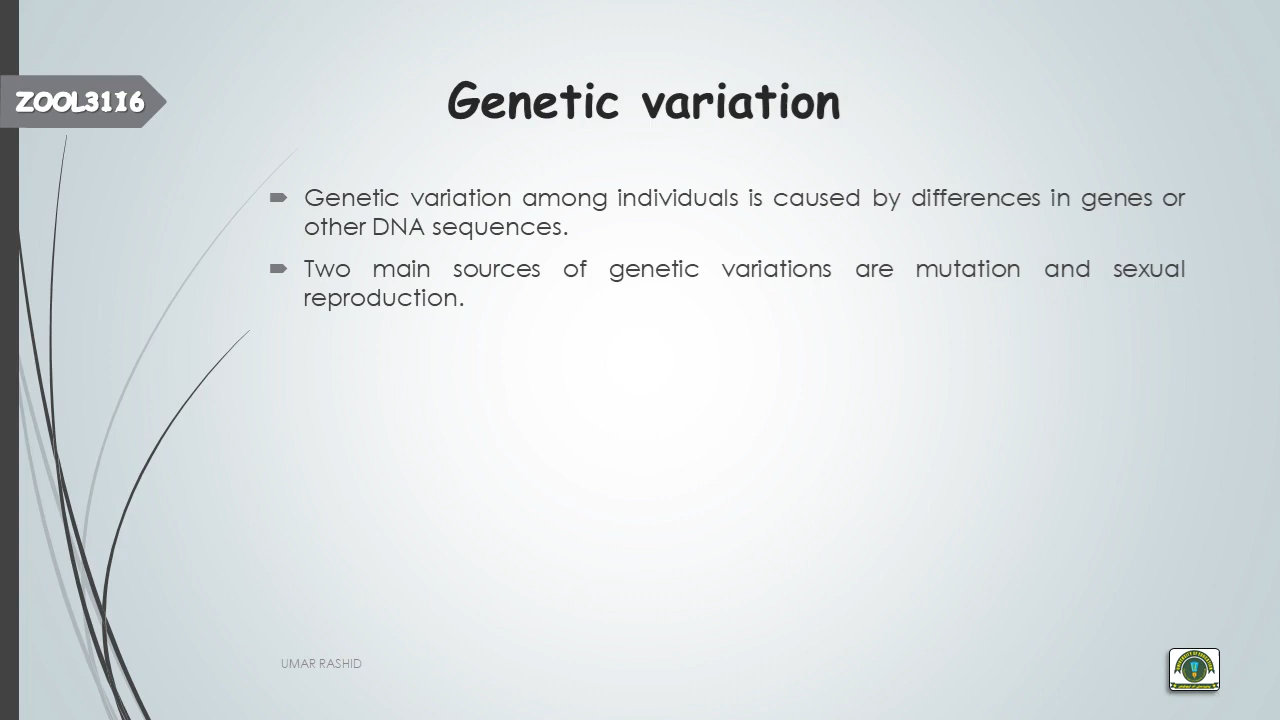 ZOOL3116
Genetic variation
Genetic variation among individuals is caused by differences in genes or
other DNA sequences.
Two main sources of genetic variations are mutation and sexual
reproduction.
UMAR RASHID